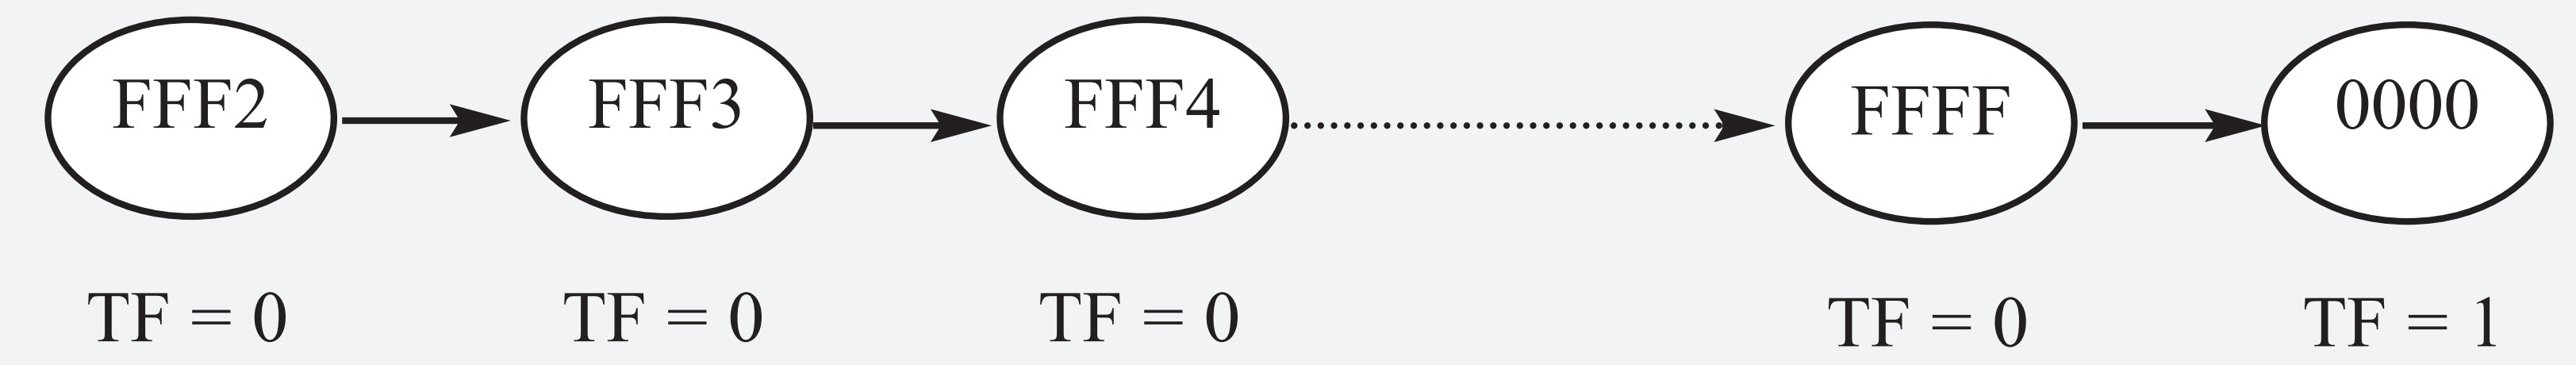 FFF2 FFF3 FFF4 FFFF 0000
TF = 0 TF = 0 TF = 0 TF = 0 TF = 1